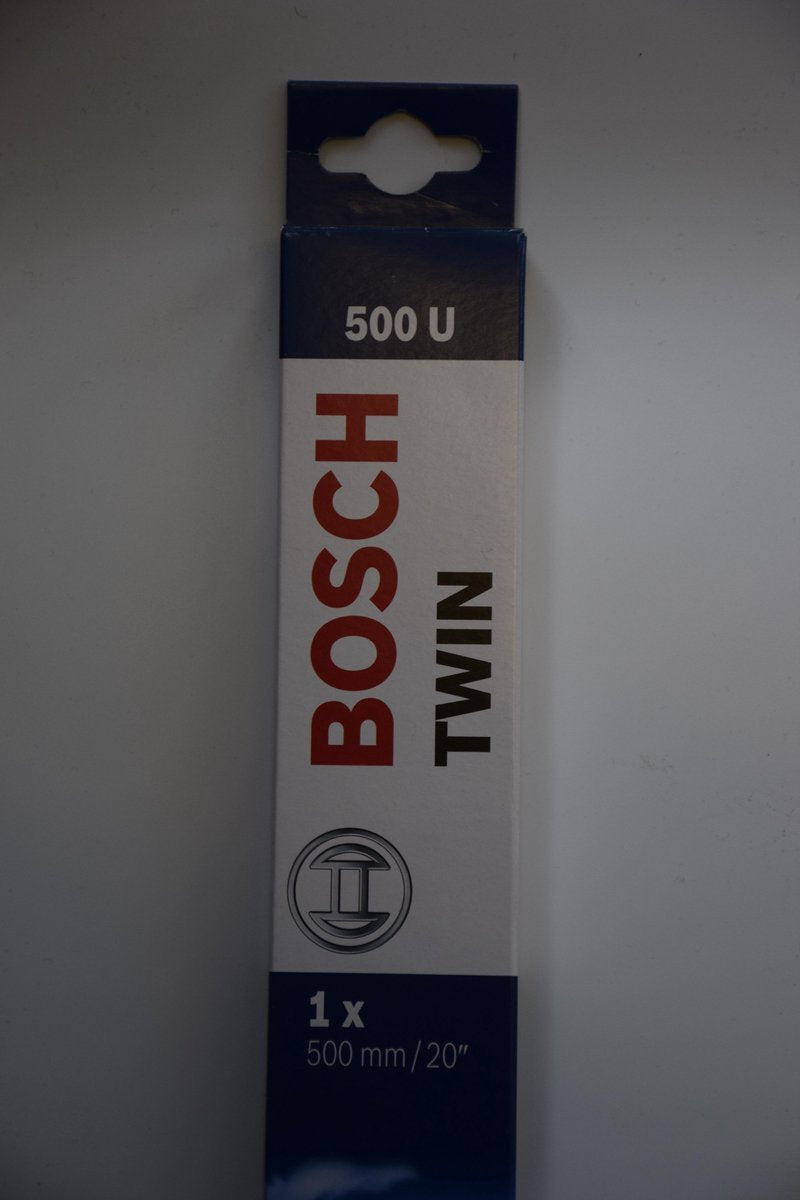 500 U
BOSCH
TWIN
1 x
500 mm / 20″